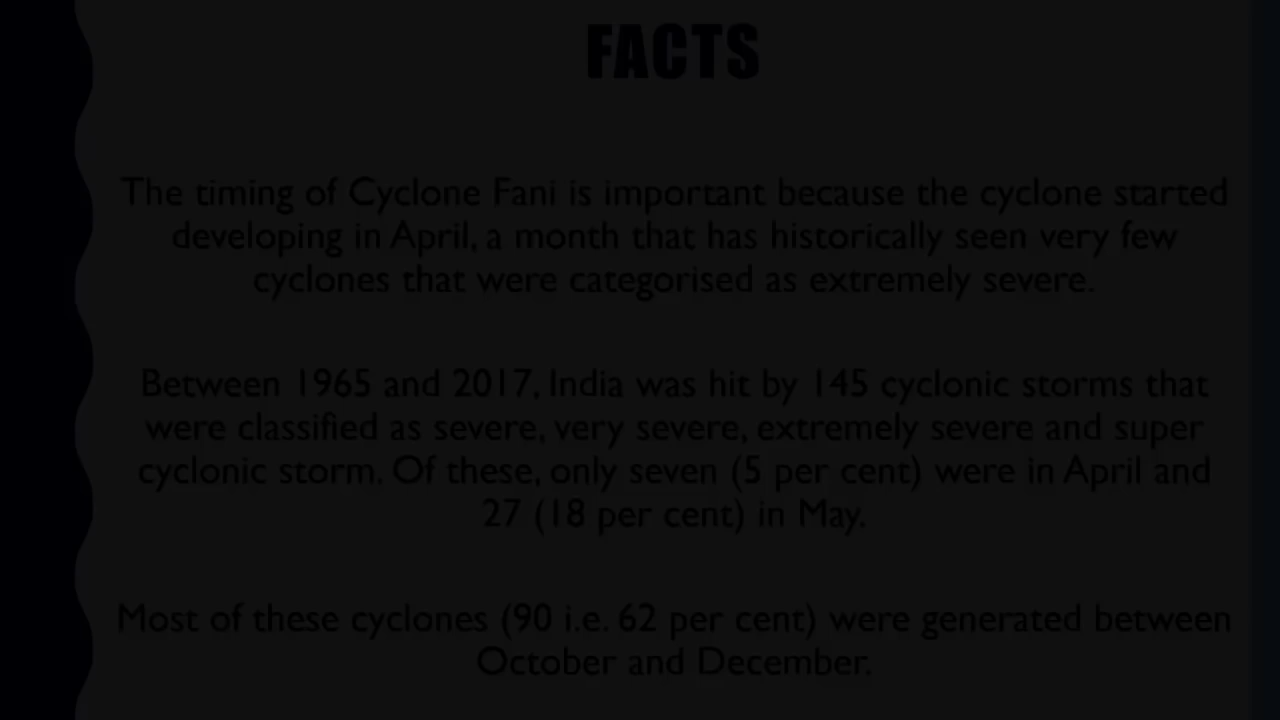 FACTS
The timing of Cyclone Fani is important because the cyclone started
developing in April, a month that has historically seen very few
cyclones that were categorised as extremely severe.
Between 1965 and 2017, India was hit by 145 cyclonic storms that
were classified as severe, very severe, extremely severe and super
cyclonic storm. Of these, only seven (5 per cent) were in April and
27 (18 per cent) in May.
Most of these cyclones (90 i.e. 62 per cent) were generated between
October and December.